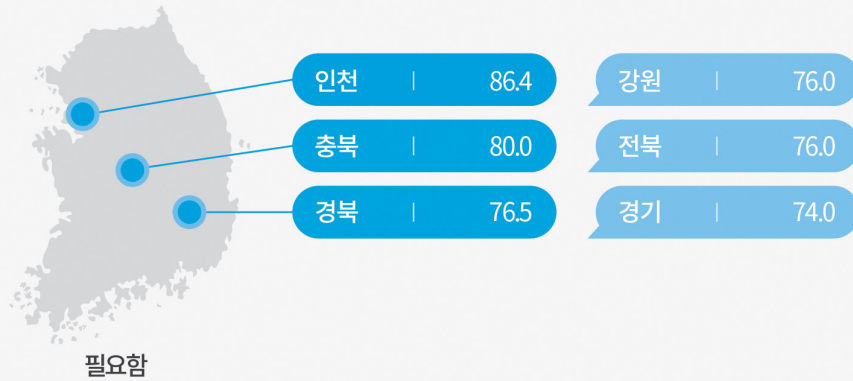 인천 | 86.4
강원 | 76.0
충북 | 80.0
전북 | 76.0
경북 | 76.5
경기 | 74.0
필요함